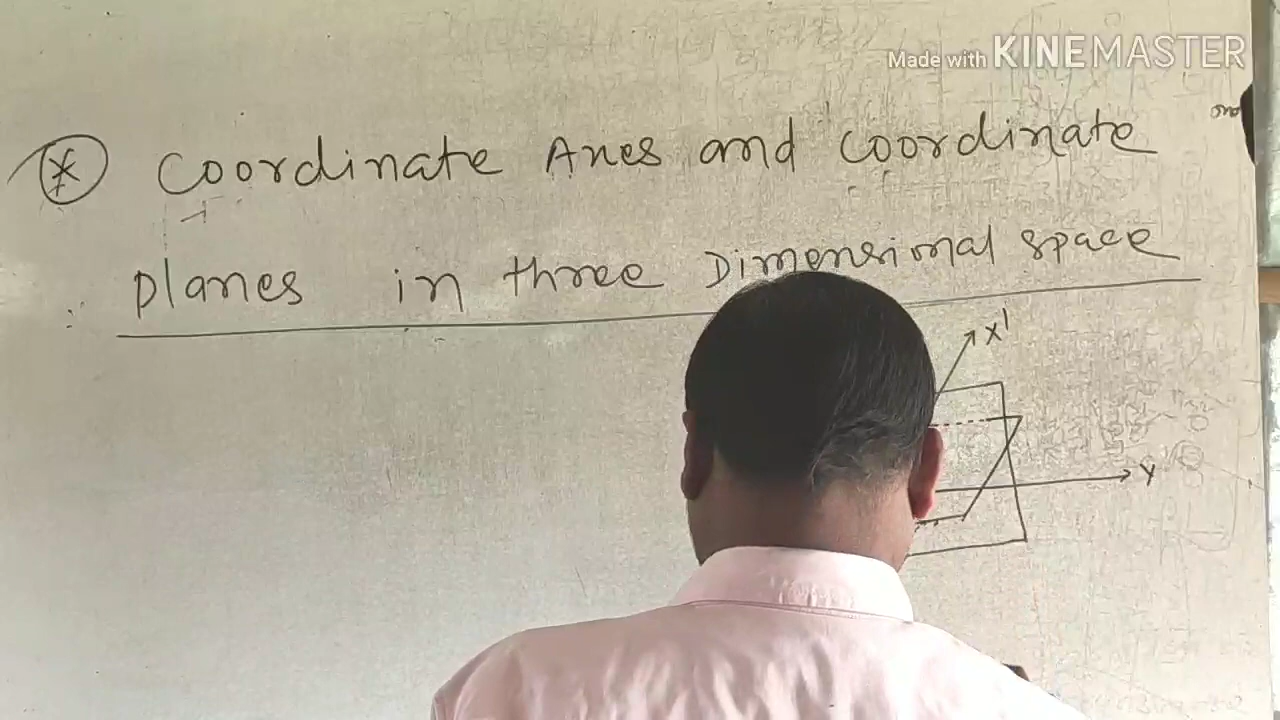 Made with KINEMASTER
* Coordinate Axes and coordinate
planes in three Dimensional space
X'
Y